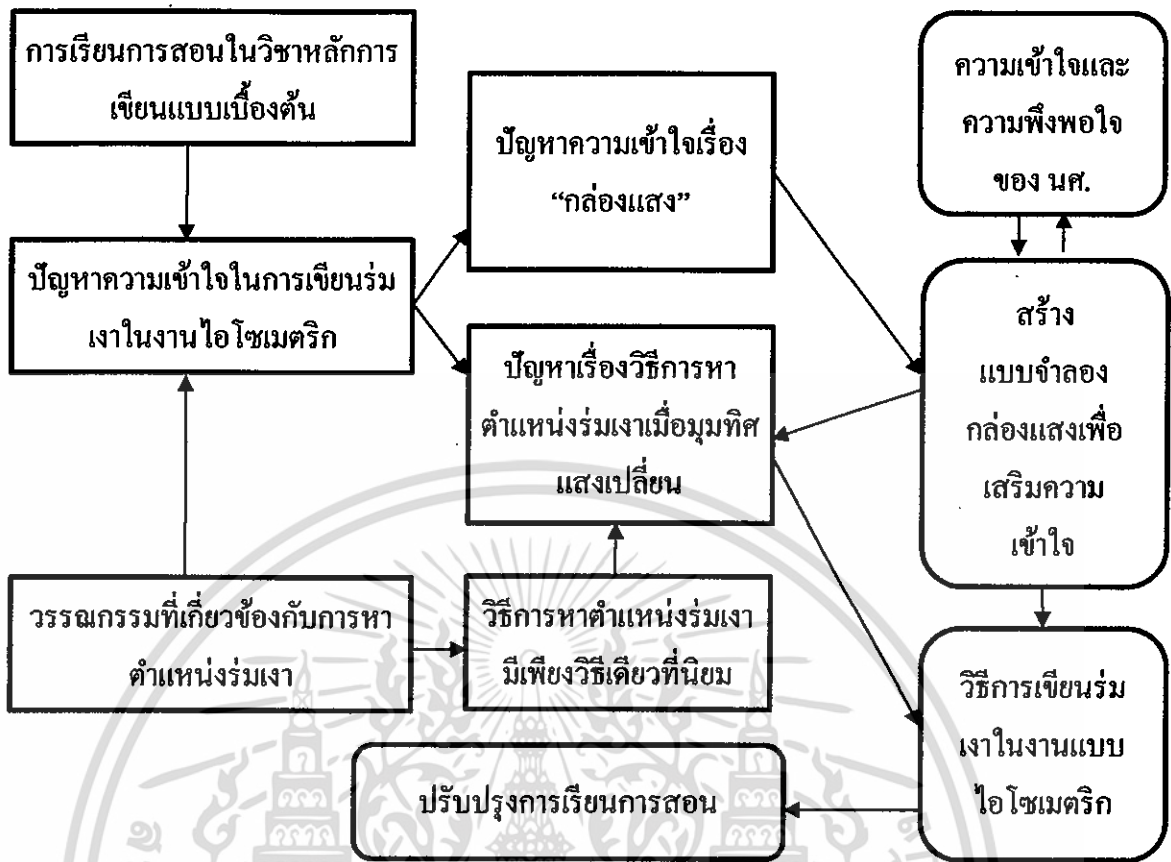 การเรียนการสอนในวิชาหลักการ
เขียนแบบเบื้องต้น
ปัญหาความเข้าใจเรื่อง
“กล่องแสง”
ความเข้าใจและ
ความพึงพอใจ
ของ นศ.
ปัญหาความเข้าใจในการเขียนร่ม
เงาในงานไอโซเมตริก
ปัญหาเรื่องวิธีการหา
ตำแหน่งร่มเงาเมื่อมุมทิศ
แสงเปลี่ยน
สร้าง
แบบจำลอง
กล่องแสงเพื่อ
เสริมความ
เข้าใจ
วรรณกรรมที่เกี่ยวข้องกับการหา
ตำแหน่งร่มเงา
วิธีการหาตำแหน่งร่มเงา
มีเพียงวิธีเดียวที่นิยม
วิธีการเขียนร่ม
เงาในงานแบบ
ไอโซเมตริก
ปรับปรุงการเรียนการสอน